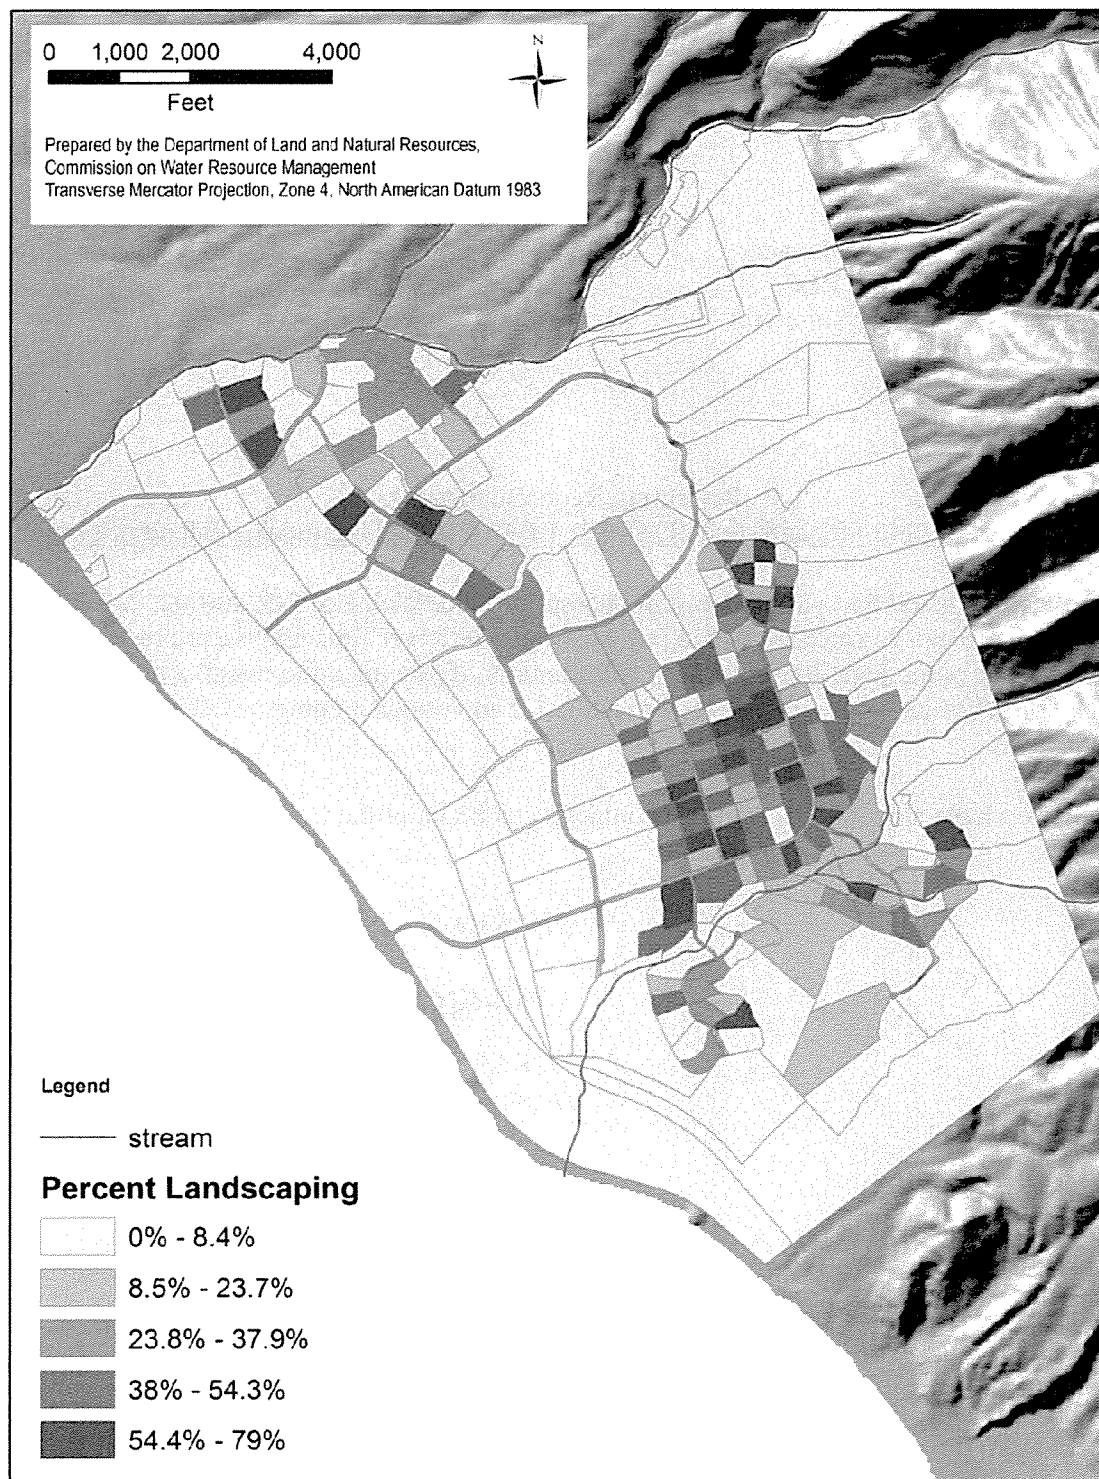 0 1,000 2,000 4,000
Feet
N
Prepared by the Department of Land and Natural Resources,
Commission on Water Resource Management
Transverse Mercator Projection, Zone 4, North American Datum 1983
Legend
stream
Percent Landscaping
0% - 8.4%
8.5% - 23.7%
23.8% - 37.9%
38% - 54.3%
54.4% - 79%